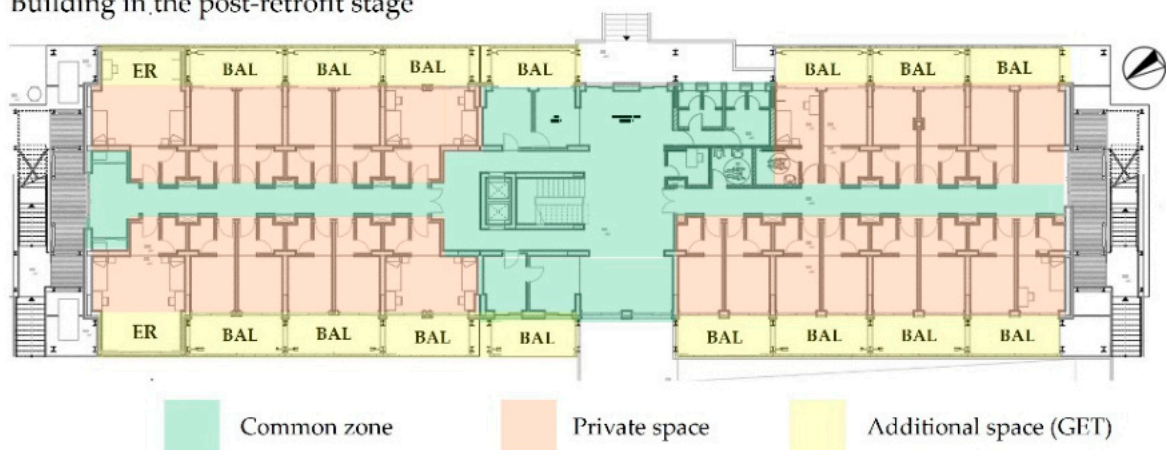 Building in the post-retrofit stage
ER BAL BAL BAL BAL BAL BAL BAL
ER BAL BAL BAL BAL BAL BAL BAL BAL
Common zone Private space Additional space (GET)